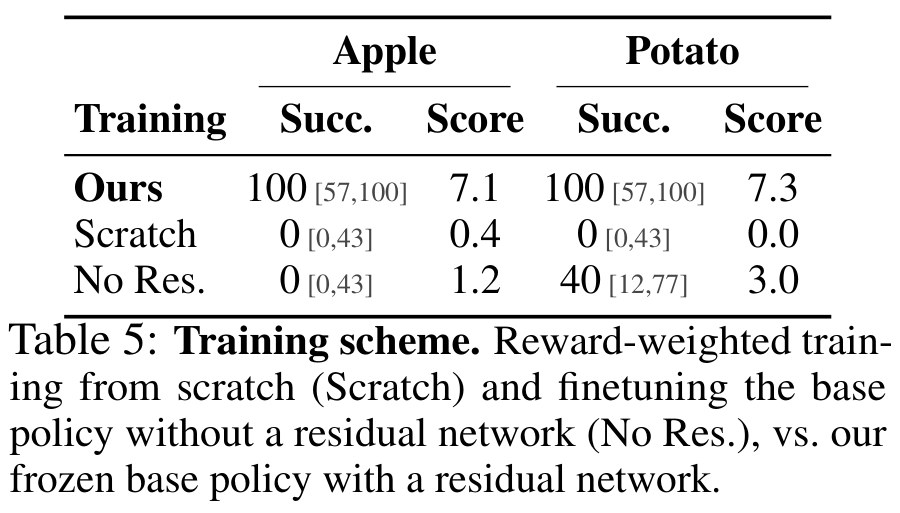 Apple Potato
Training Succ. Score Succ. Score
Ours 100 [57,100] 7.1 100 [57,100] 7.3
Scratch 0 [0,43] 0.4 0 [0,43] 0.0
No Res. 0 [0,43] 1.2 40 [12,77] 3.0
Table 5: Training scheme. Reward-weighted train-
ing from scratch (Scratch) and finetuning the base
policy without a residual network (No Res.), vs. our
frozen base policy with a residual network.